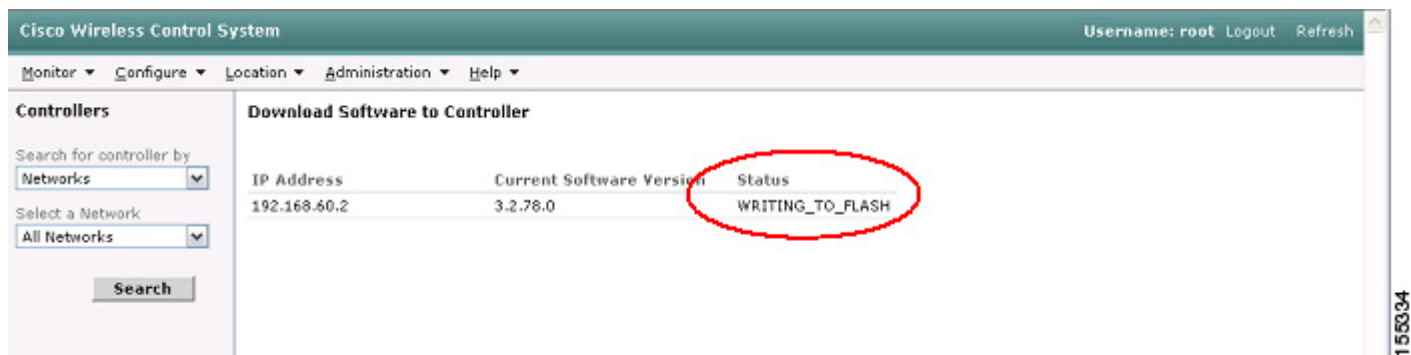 Cisco Wireless Control System
Username: root Logout Refresh
Monitor Configure Location Administration Help
Controllers
Search for controller by
Networks
Select a Network
All Networks
Search
Download Software to Controller
IP Address Current Software Version Status
192.168.60.2 3.2.78.0 WRITING_TO_FLASH
155334